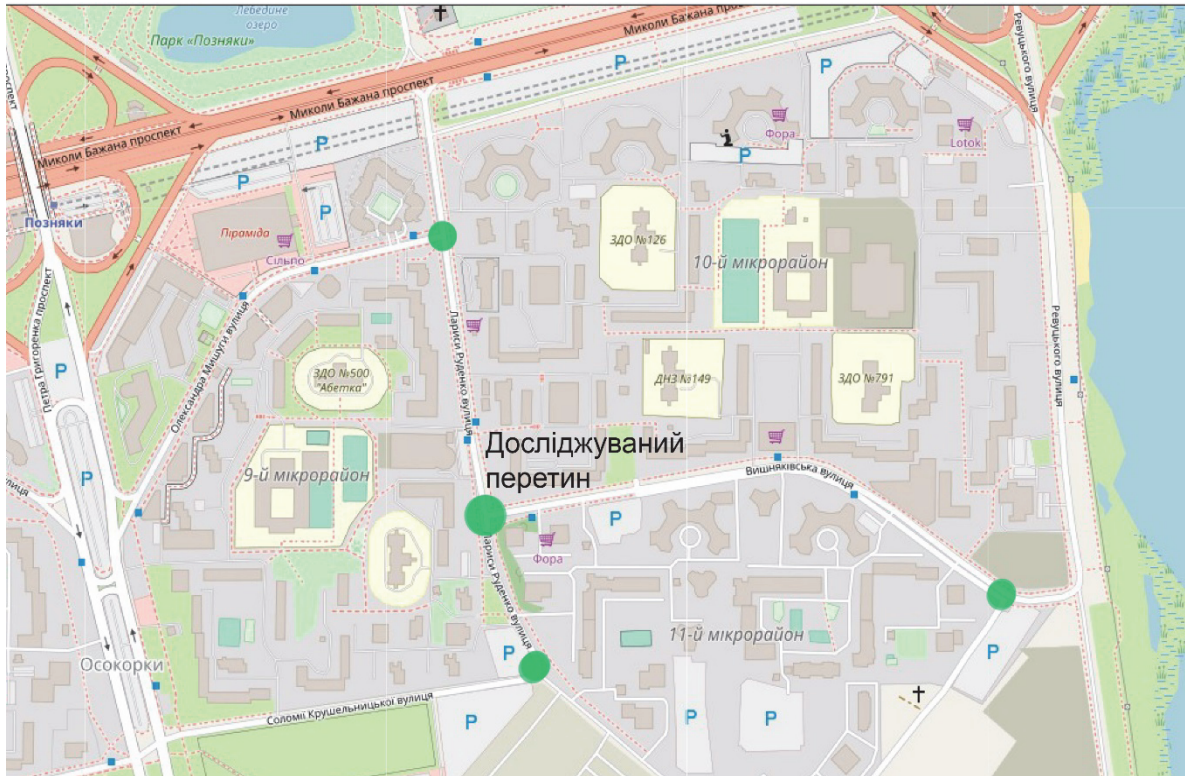 Лебедине
озеро
Парк «Позняки»
Миколи Бажана проспект
Миколи Бажана проспект
Миколи Бажана проспект
Ревуцького вулиця
проспект
P
P
P
P
P
P
Фора
Lotok
Позняки
Піраміда
Сільпо
ЗДО №126
10-й мікрорайон
Петра Григоренка проспект
P
Олександра Мишуги вулиця
Лариси Руденко вулиця
Ревуцького вулиця
ЗДО №500
"Абетка"
ДНЗ №149
ЗДО №791
Досліджуваний
перетин
9-й мікрорайон
Вишняківська вулиця
P
P
Фора
Лариси Руденко вулиця
11-й мікрорайон
P
P
Осокорки
Соломії Крушельницької вулиця
P
P
P